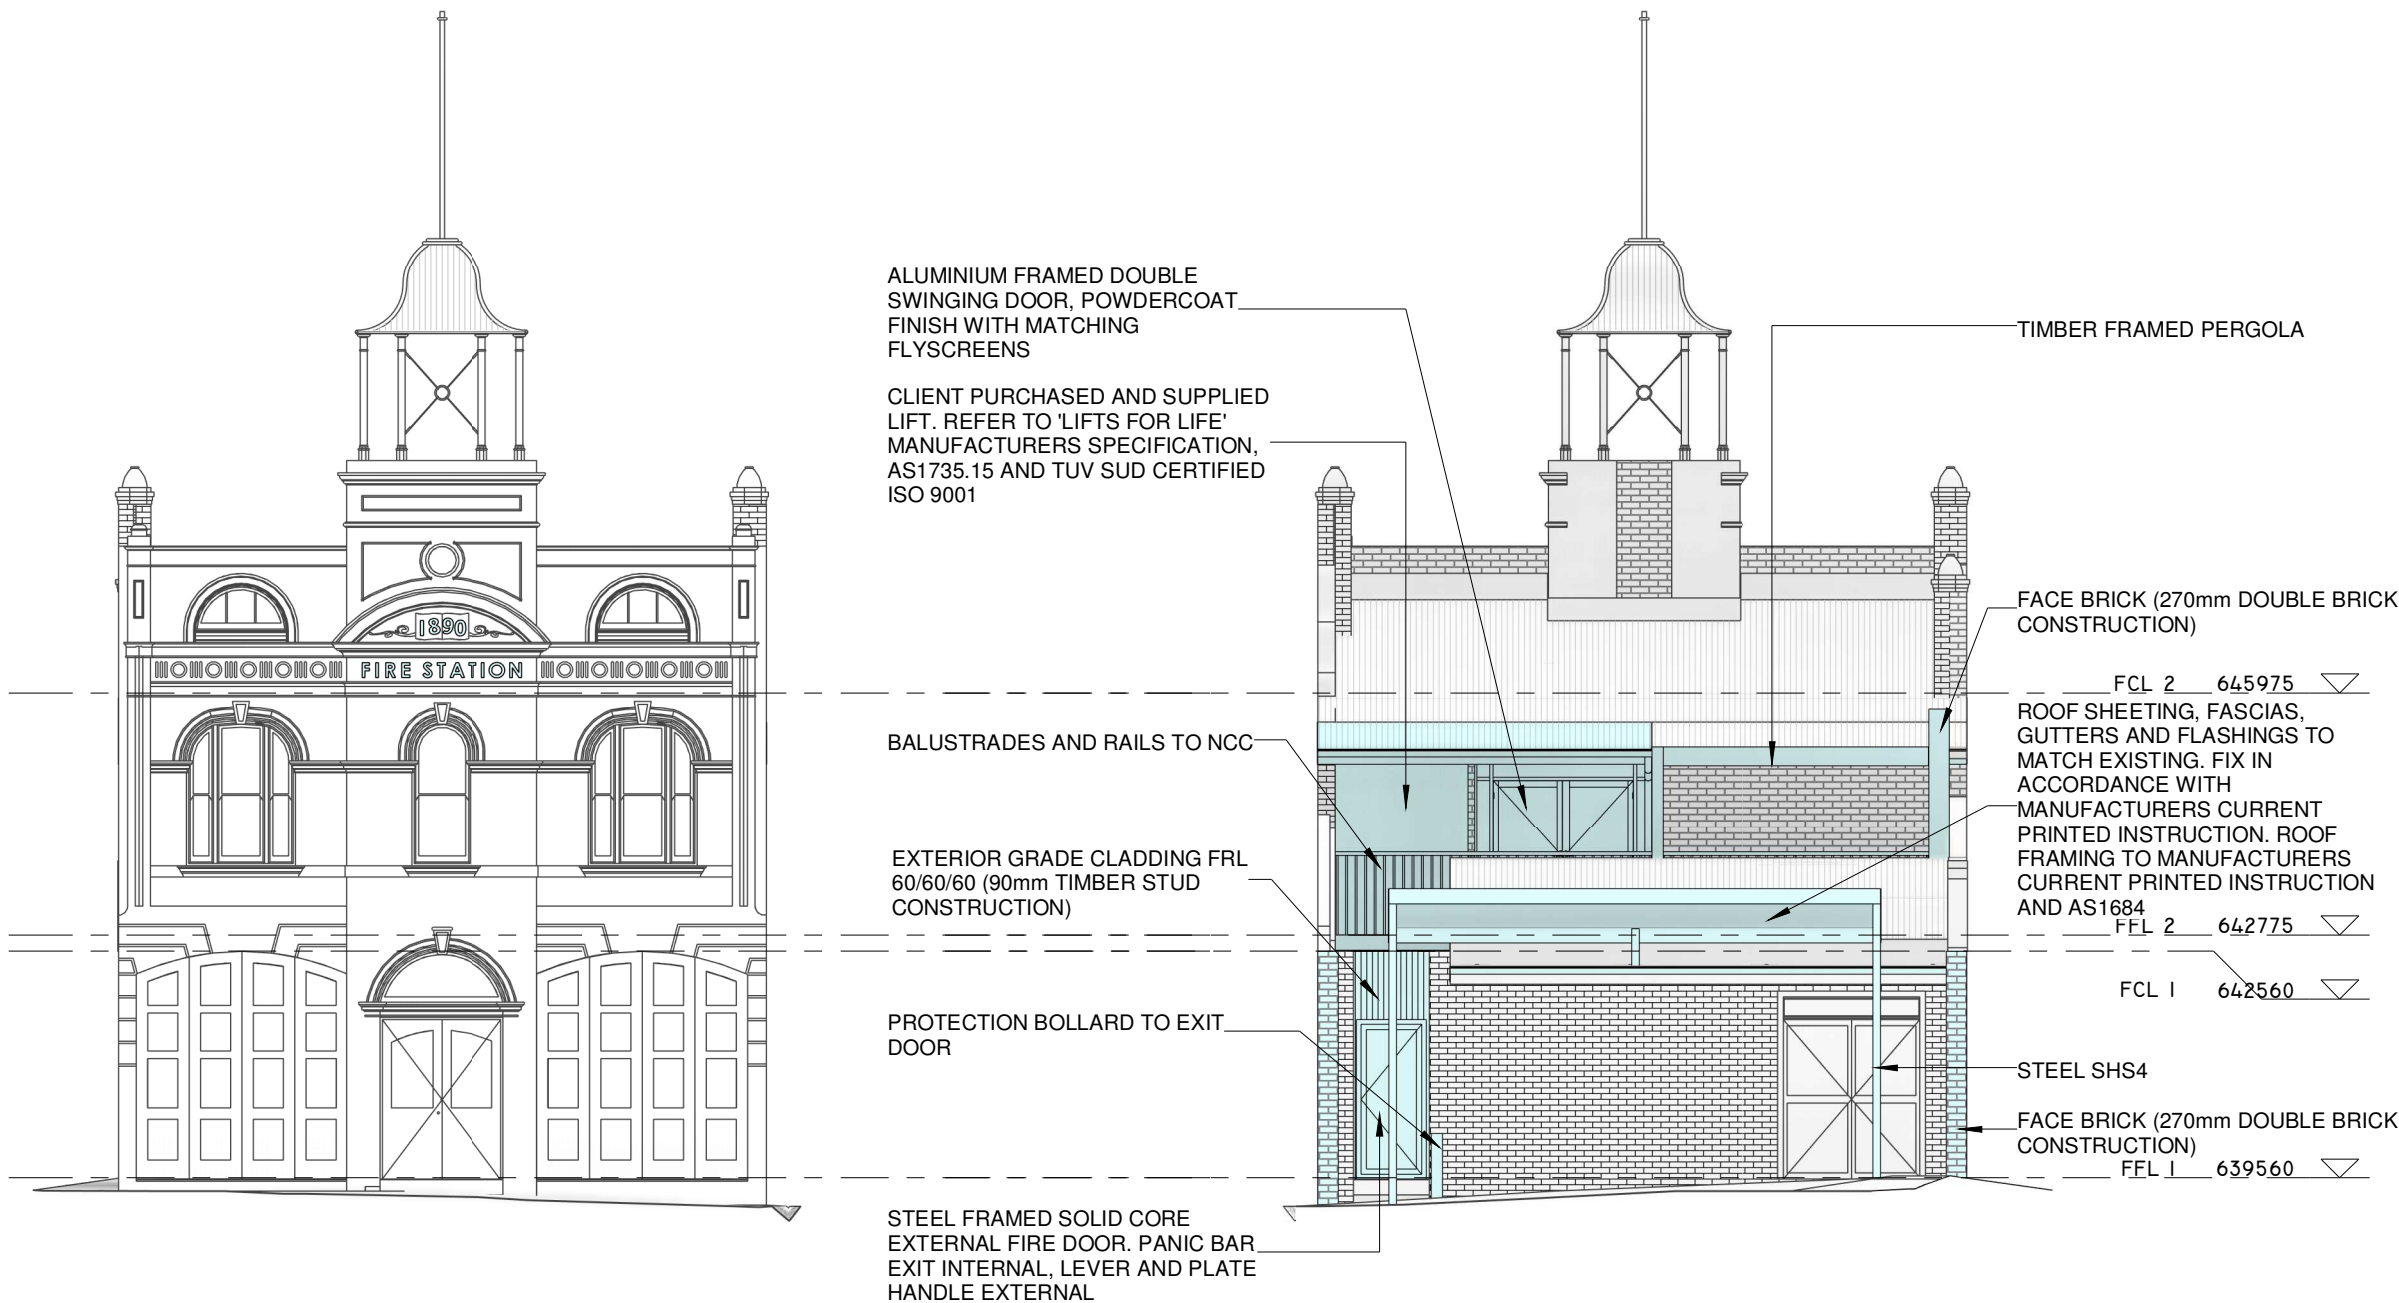 1890
FIRE STATION
ALUMINIUM FRAMED DOUBLE
SWINGING DOOR, POWDERCOAT
FINISH WITH MATCHING
FLYSCREENS
CLIENT PURCHASED AND SUPPLIED
LIFT. REFER TO 'LIFTS FOR LIFE'
MANUFACTURERS SPECIFICATION,
AS1735.15 AND TUV SUD CERTIFIED
ISO 9001
BALUSTRADES AND RAILS TO NCC
EXTERIOR GRADE CLADDING FRL
60/60/60 (90mm TIMBER STUD
CONSTRUCTION)
PROTECTION BOLLARD TO EXIT
DOOR
STEEL FRAMED SOLID CORE
EXTERNAL FIRE DOOR. PANIC BAR
EXIT INTERNAL, LEVER AND PLATE
HANDLE EXTERNAL
TIMBER FRAMED PERGOLA
FACE BRICK (270mm DOUBLE BRICK
CONSTRUCTION)
FCL 2 645975
ROOF SHEETING, FASCIAS,
GUTTERS AND FLASHINGS TO
MATCH EXISTING. FIX IN
ACCORDANCE WITH
MANUFACTURERS CURRENT
PRINTED INSTRUCTION. ROOF
FRAMING TO MANUFACTURERS
CURRENT PRINTED INSTRUCTION
AND AS1684
FFL 2 642775
FCL 1 642560
STEEL SHS4
FACE BRICK (270mm DOUBLE BRICK
CONSTRUCTION)
FFL 1 639560